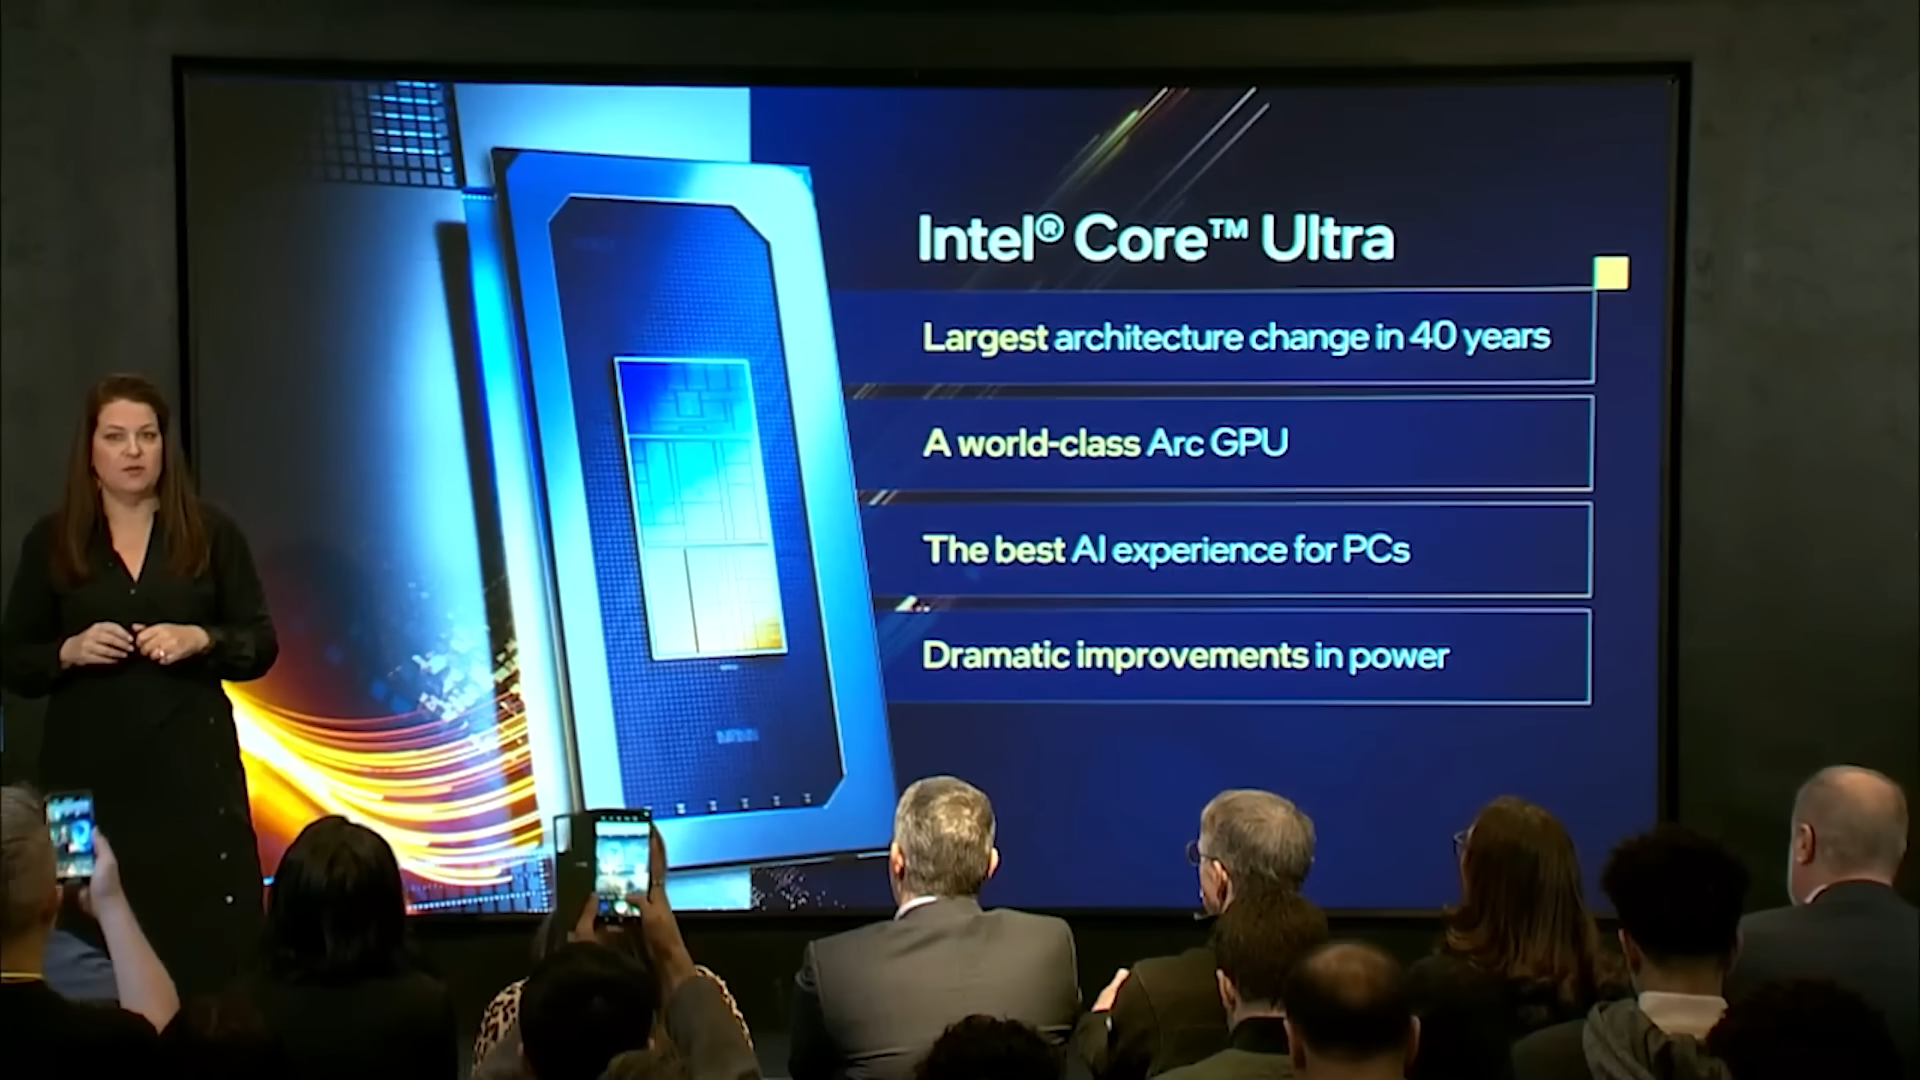 Intel® Core™ Ultra
Largest architecture change in 40 years
A world-class Arc GPU
The best AI experience for PCs
Dramatic improvements in power